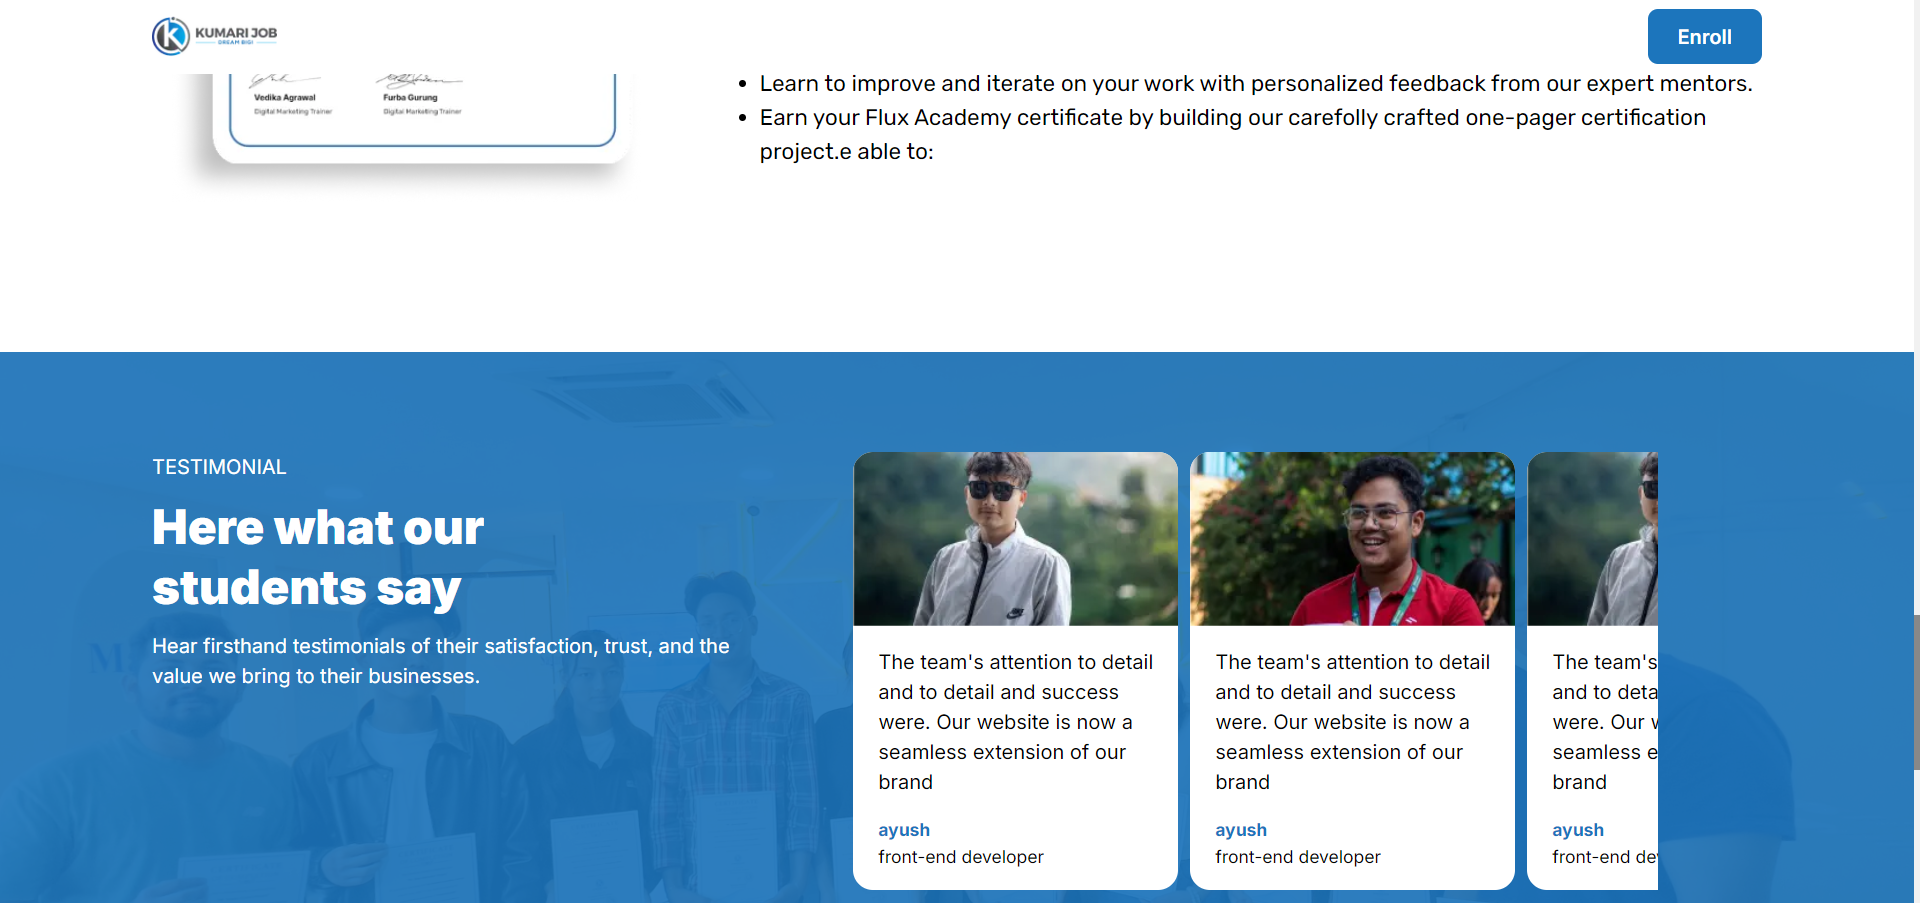 KUMARI JOB
DREAM BIG!
Enroll
Vedika Agrawal
Furba Gurung
Digital Marketing Trainer
Digital Marketing Trainer
Learn to improve and iterate on your work with personalized feedback from our expert mentors.
Earn your Flux Academy certificate by building our carefolly crafted one-pager certification
project.e able to:
TESTIMONIAL
Here what our
students say
Hear firsthand testimonials of their satisfaction, trust, and the
value we bring to their businesses.
The team's attention to detail
and to detail and success
were. Our website is now a
seamless extension of our
brand
ayush
front-end developer
The team's attention to detail
and to detail and success
were. Our website is now a
seamless extension of our
brand
ayush
front-end developer
The team's
and to deta
were. Our
seamless e
brand
ayush
front-end de